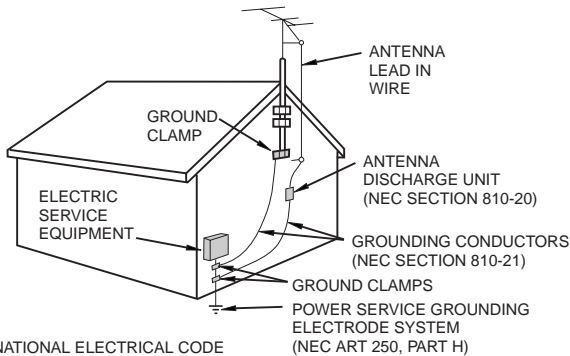 ANTENNA
LEAD IN
WIRE
GROUND
CLAMP
ANTENNA
DISCHARGE UNIT
(NEC SECTION 810-20)
ELECTRIC
SERVICE
EQUIPMENT
GROUNDING CONDUCTORS
(NEC SECTION 810-21)
GROUND CLAMPS
POWER SERVICE GROUNDING
ELECTRODE SYSTEM
(NEC ART 250, PART H)
NATIONAL ELECTRICAL CODE